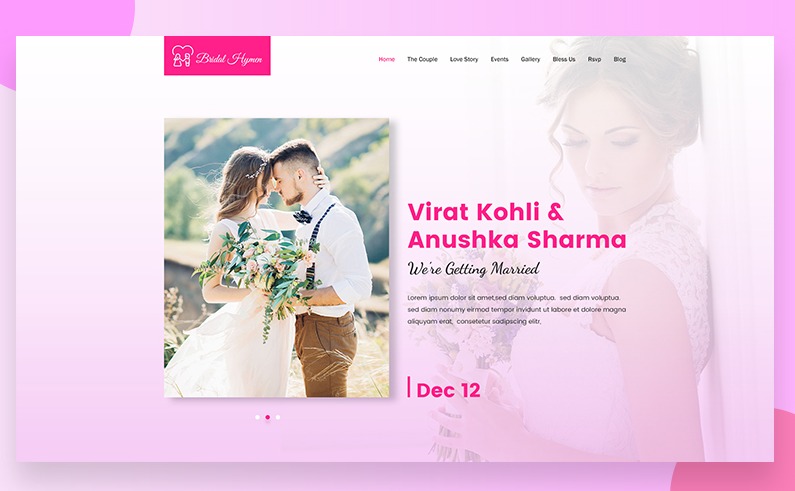 Bridal Hymen
Home The Couple Love Story Events Gallery Bless Us Rsvp Blog
Virat Kohli &
Anushka Sharma
We're Getting Married
Lorem ipsum dolor sit amet,sed diam voluptua. sed diam voluptua.
sed diam nonumy eirmod tempor invidunt ut labore et dolore magna
aliquyam erat, consetetur sadipscing elitr,
Dec 12